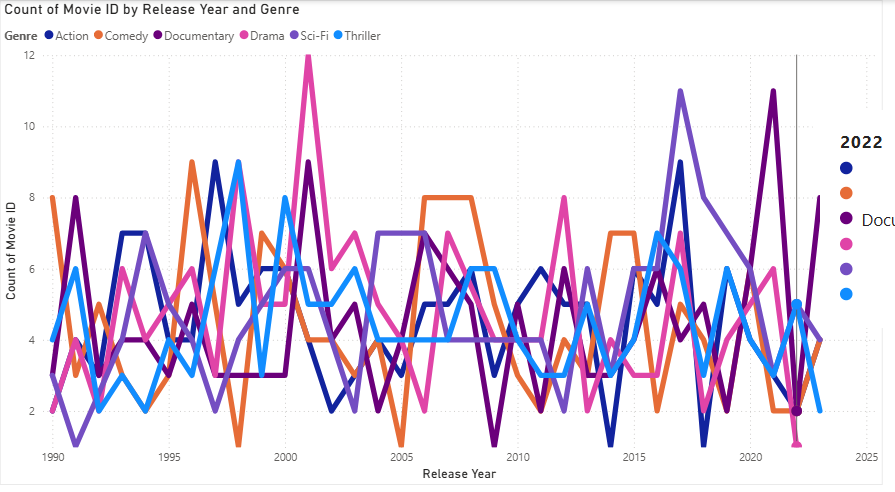 Count of Movie ID by Release Year and Genre
Genre Action Comedy Documentary Drama Sci-Fi Thriller
12
10
8
6
4
2
Count of Movie ID
1990 1995 2000 2005 2010 2015 2020 2025
Release Year
2022
Docu